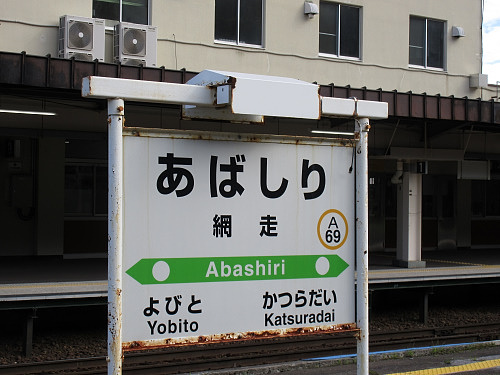 あばしり
網走
A
69
Abashiri
よびと
Yobito
かつらだい
Katsuradai